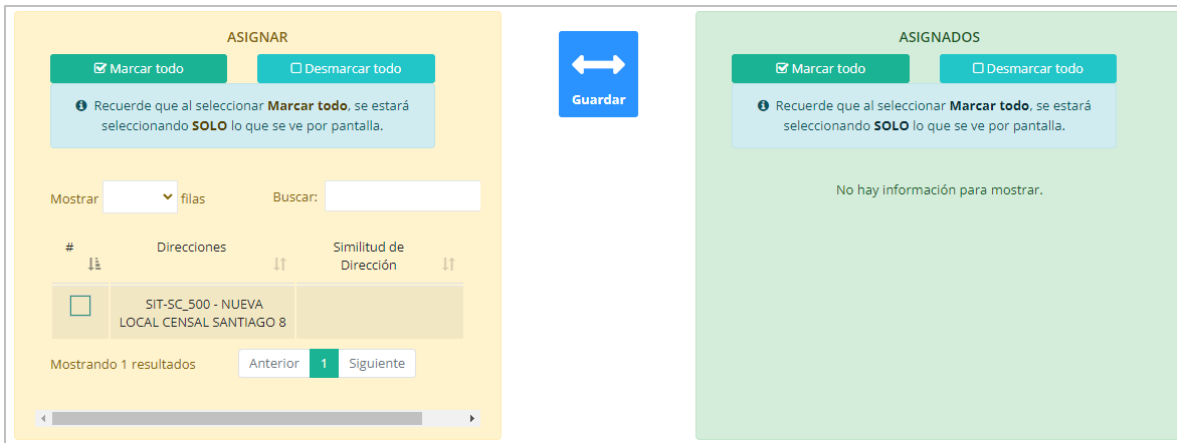 ASIGNAR
Marcar todo
Desmarcar todo
Recuerde que al seleccionar Marcar todo, se estará
seleccionando SOLO lo que se ve por pantalla.
Mostrar filas
Buscar:
#
Direcciones
Similitud de
Dirección
SIT-SC_500 - NUEVA
LOCAL CENSAL SANTIAGO 8
Mostrando 1 resultados
Anterior 1 Siguiente
Guardar
ASIGNADOS
Marcar todo
Desmarcar todo
Recuerde que al seleccionar Marcar todo, se estará
seleccionando SOLO lo que se ve por pantalla.
No hay información para mostrar.